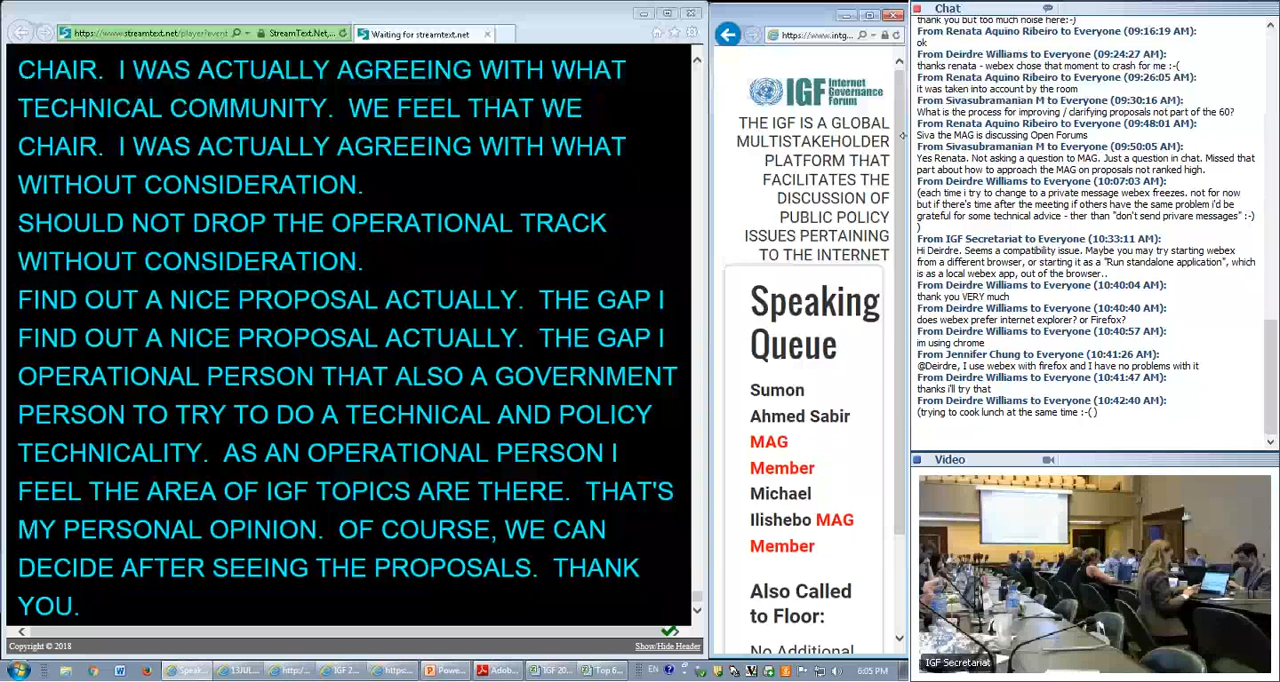 https://www.streamtext.net/player?event
StreamText.Net,...
Waiting for streamtext.net
CHAIR. I WAS ACTUALLY AGREEING WITH WHAT
TECHNICAL COMMUNITY. WE FEEL THAT WE
CHAIR. I WAS ACTUALLY AGREEING WITH WHAT
WITHOUT CONSIDERATION.
SHOULD NOT DROP THE OPERATIONAL TRACK
WITHOUT CONSIDERATION.
FIND OUT A NICE PROPOSAL ACTUALLY. THE GAP I
FIND OUT A NICE PROPOSAL ACTUALLY. THE GAP I
OPERATIONAL PERSON THAT ALSO A GOVERNMENT
PERSON TO TRY TO DO A TECHNICAL AND POLICY
TECHNICALITY. AS AN OPERATIONAL PERSON I
FEEL THE AREA OF IGF TOPICS ARE THERE. THAT'S
MY PERSONAL OPINION. OF COURSE, WE CAN
DECIDE AFTER SEEING THE PROPOSALS. THANK
YOU.
Copyright © 2018
Show/Hide Header
https://www.intg
IGF Internet
Governance
Forum
THE IGF IS A GLOBAL
MULTISTAKEHOLDER
PLATFORM THAT
FACILITATES THE
DISCUSSION OF
PUBLIC POLICY
ISSUES PERTAINING
TO THE INTERNET
Speaking
Queue
Sumon
Ahmed Sabir
MAG
Member
Michael
Ilishebo MAG
Member
Also Called
to Floor:
No Additional
Chat
thank you but too much noise here:-)
From Renata Aquino Ribeiro to Everyone (09:16:19 AM):
ok
From Deirdre Williams to Everyone (09:24:27 AM):
thanks renata - webex chose that moment to crash for me :-(
From Renata Aquino Ribeiro to Everyone (09:26:05 AM):
it was taken into account by the room
From Sivasubramanian M to Everyone (09:30:16 AM):
What is the process for improving / clarifying proposals not part of the 60?
From Renata Aquino Ribeiro to Everyone (09:48:01 AM):
Siva the MAG is discussing Open Forums
From Sivasubramanian M to Everyone (09:50:05 AM):
Yes Renata. Not asking a question to MAG. Just a question in chat. Missed that
part about how to approach the MAG on proposals not ranked high.
From Deirdre Williams to Everyone (10:07:03 AM):
(each time i try to change to a private message webex freezes. not for now
but if there's time after the meeting if others have the same problem i'd be
grateful for some technical advice - ther than "don't send private messages" :-)
)
From IGF Secretariat to Everyone (10:33:11 AM):
Hi Deirdre. Seems a compatibility issue. Maybe you may try starting webex
from a different browser, or starting it as a "Run standalone application", which
is as a local webex app, out of the browser..
From Deirdre Williams to Everyone (10:40:04 AM):
thank you VERY much
From Deirdre Williams to Everyone (10:40:40 AM):
does webex prefer internet explorer? or Firefox?
From Deirdre Williams to Everyone (10:40:57 AM):
im using chrome
From Jennifer Chung to Everyone (10:41:26 AM):
@Deirdre, I use webex with firefox and I have no problems with it
From Deirdre Williams to Everyone (10:41:47 AM):
thanks i'll try that
From Deirdre Williams to Everyone (10:42:40 AM):
(trying to cook lunch at the same time :-( )
Video
IGF Secretariat
Speak...
13JUL...
http:/...
IGF 2...
https:...
Powe...
Adob...
IGF 20...
Top 6...
EN
6:05 PM